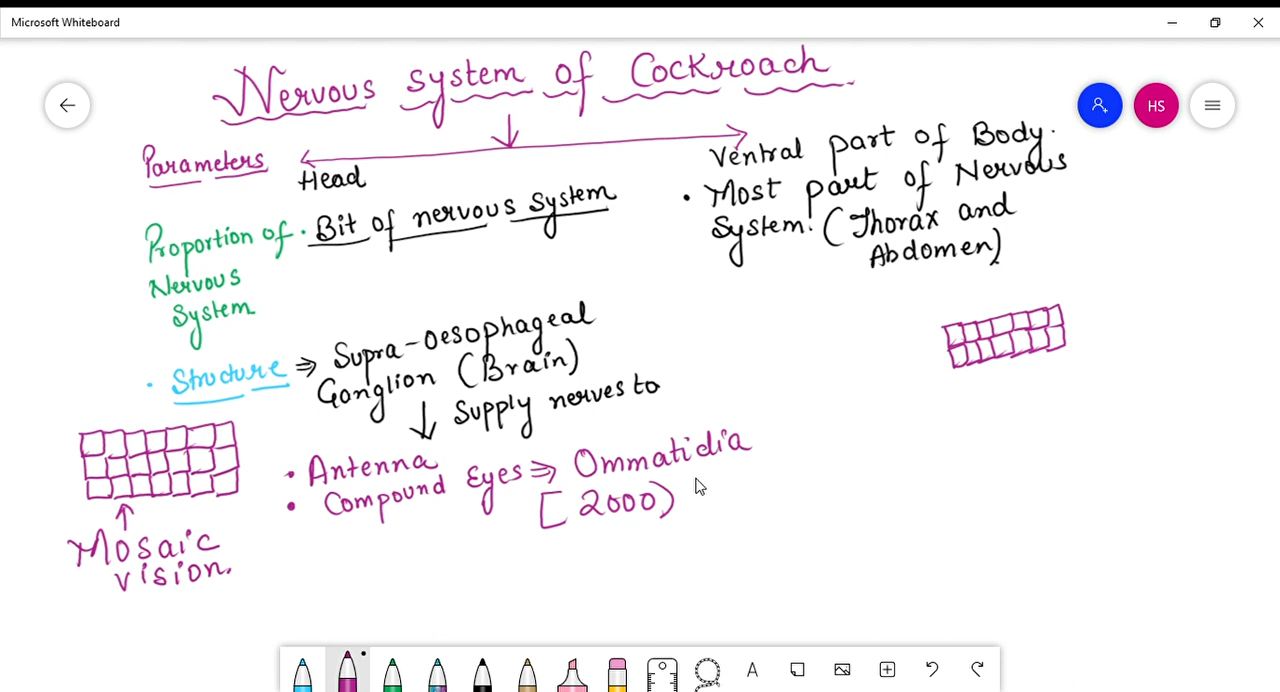 Microsoft Whiteboard
Nervous system of Cockroach
HS
Parameters
Head
Ventral part of Body.
Proportion of
Nervous
System
• Bit of nervous system
• Most part of Nervous
System. (Thorax and
Abdomen)
• Structure ⇒ Supra-Oesophageal
Ganglion (Brain)
↓ Supply nerves to
• Antenna
• Compound Eyes ⇒ Ommatidia
[2000)
Mosaic
vision.
A